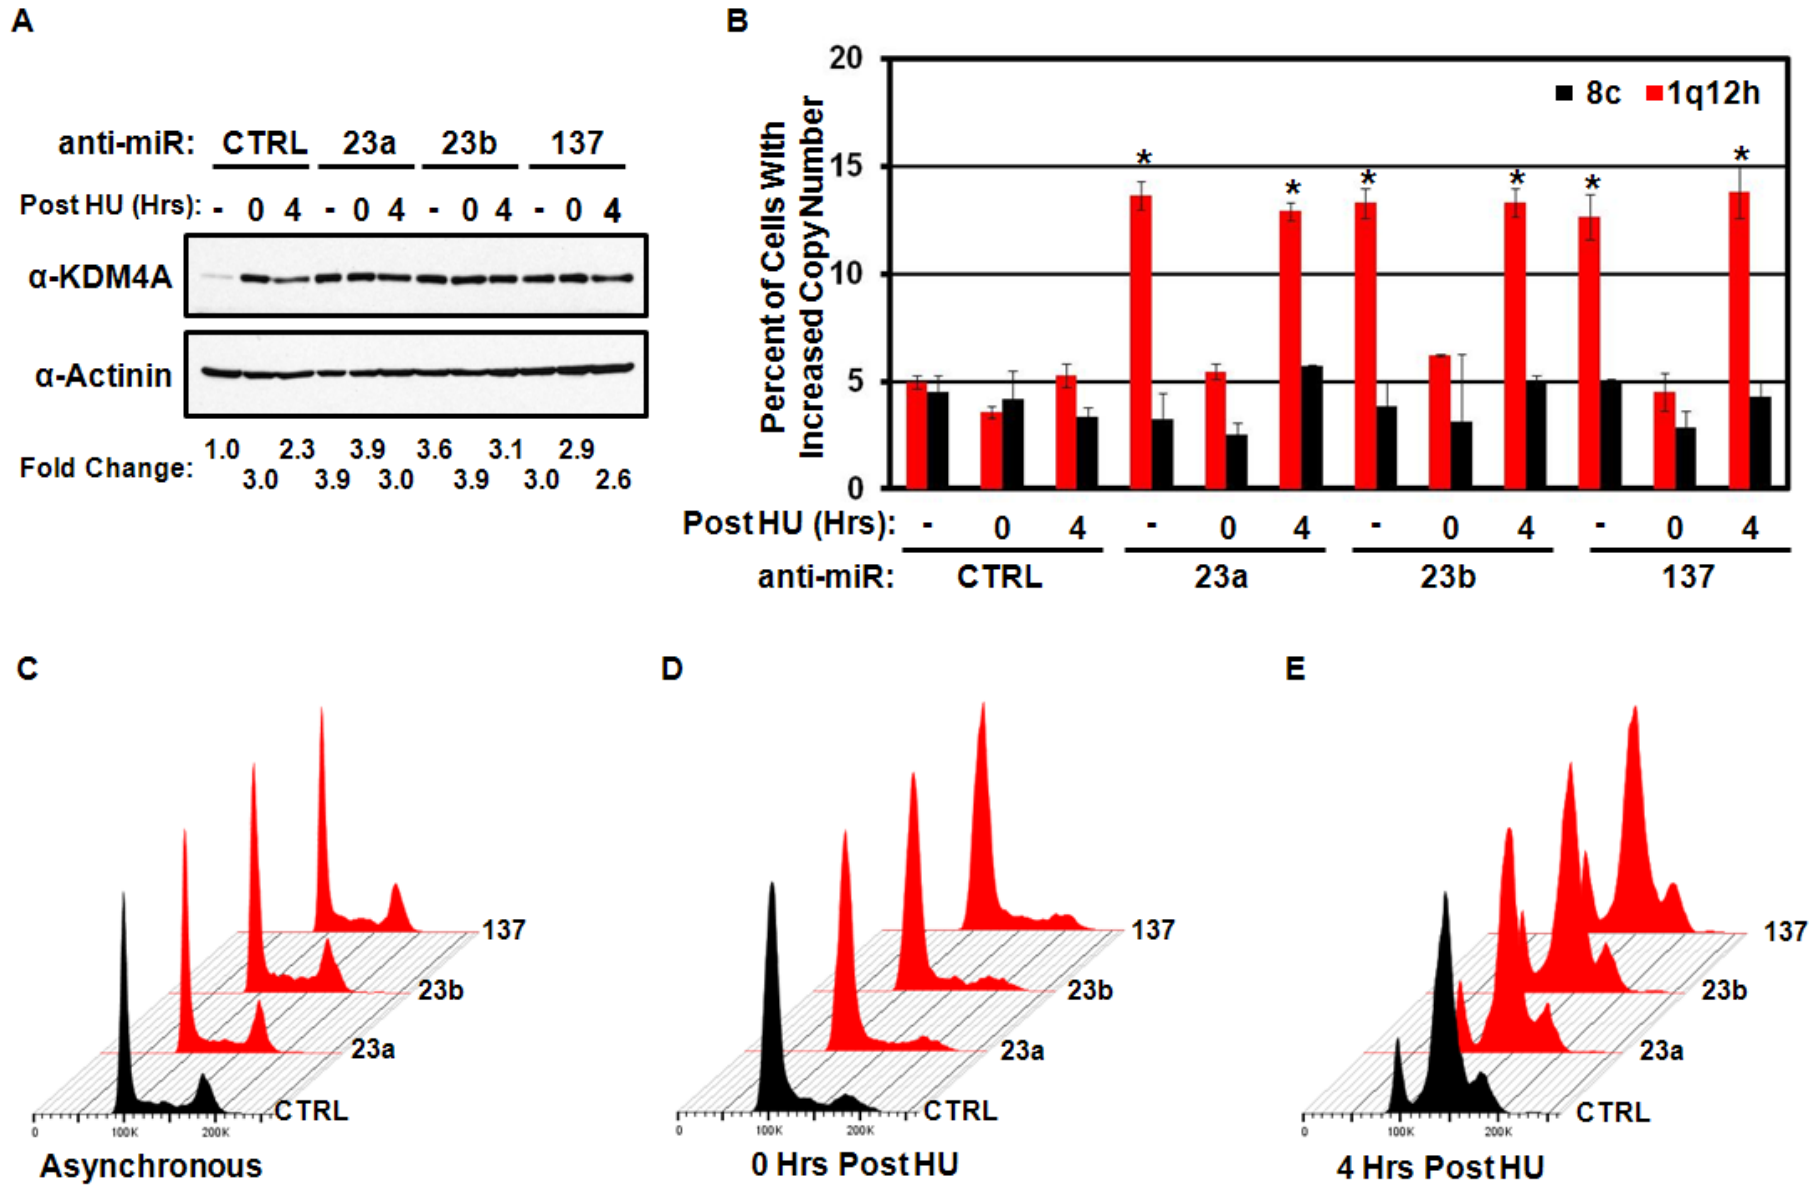 A
anti-miR: CTRL 23a 23b 137
Post HU (Hrs): - 0 4 - 0 4 - 0 4 - 0 4
α-KDM4A
α-Actinin
Fold Change: 1.0 3.0 2.3 3.9 3.9 3.0 3.6 3.9 3.1 3.0 2.9 2.6
B
Percent of Cells With
Increased Copy Number
20
15
10
5
0
8c 1q12h
* * * * * *
Post HU (Hrs): - 0 4 - 0 4 - 0 4 - 0 4
anti-miR: CTRL 23a 23b 137
C
137
23b
23a
CTRL
0 100K 200K
Asynchronous
D
137
23b
23a
CTRL
0 100K 200K
0 Hrs Post HU
E
137
23b
23a
CTRL
0 100K 200K
4 Hrs Post HU